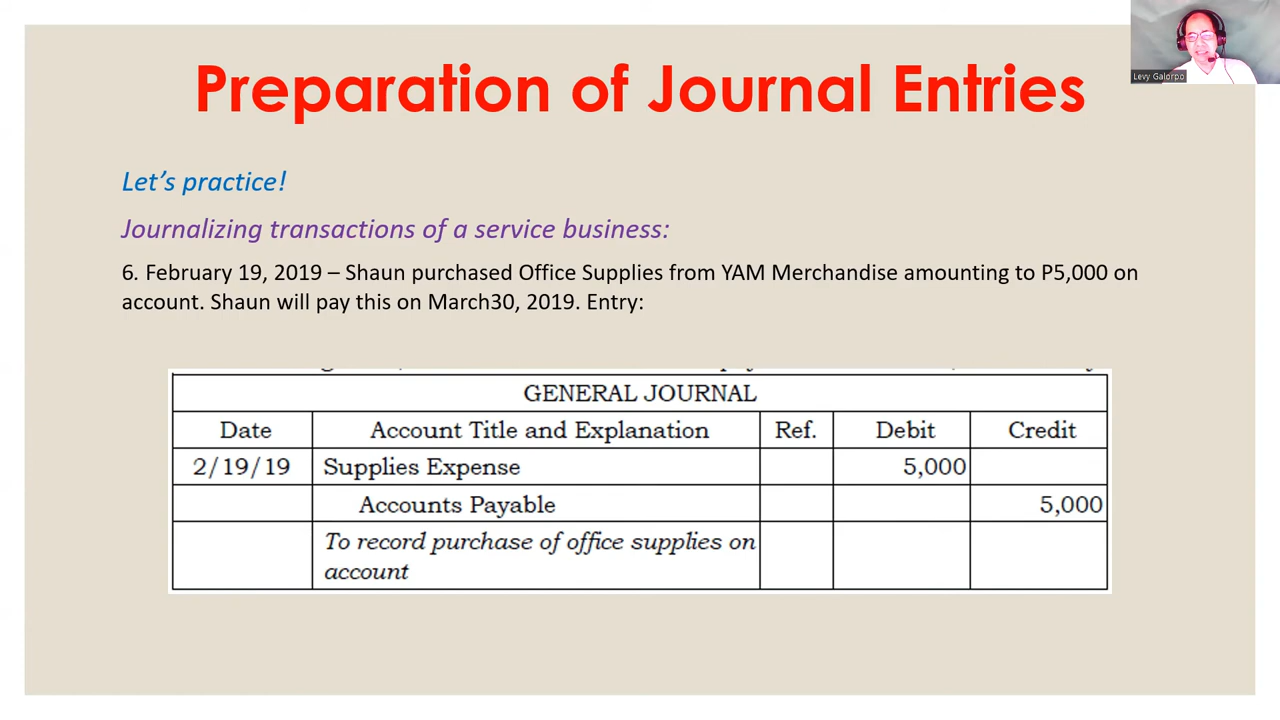 Levy Galorpo
Preparation of Journal Entries
Let's practice!
Journalizing transactions of a service business:
6. February 19, 2019 – Shaun purchased Office Supplies from YAM Merchandise amounting to P5,000 on
account. Shaun will pay this on March30, 2019. Entry:
GENERAL JOURNAL
Date Account Title and Explanation Ref. Debit Credit
2/19/19 Supplies Expense 5,000
Accounts Payable 5,000
To record purchase of office supplies on
account